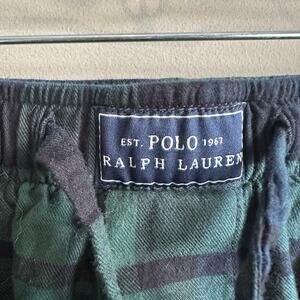 EST. POLO 1967
RALPH LAUREN